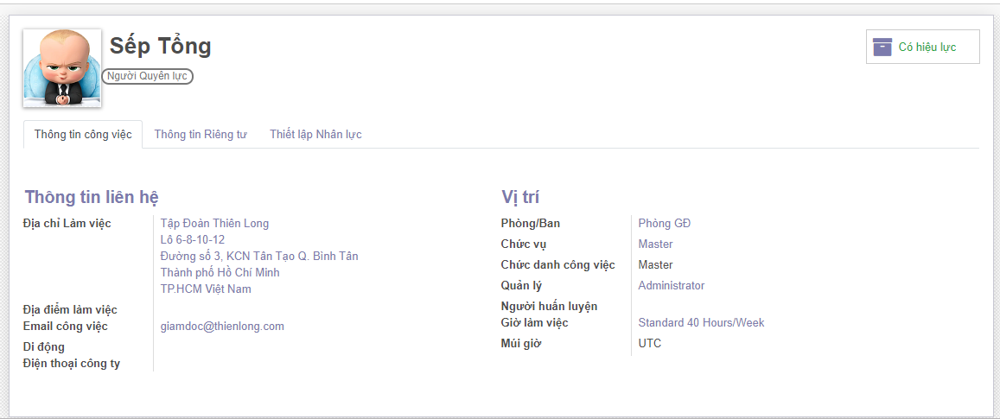 Sếp Tổng
Có hiệu lực
Người Quyền lực
Thông tin công việc Thông tin Riêng tư Thiết lập Nhân lực
Thông tin liên hệ
Địa chỉ Làm việc Tập Đoàn Thiên Long
Lô 6-8-10-12
Đường số 3, KCN Tân Tạo Q. Bình Tân
Thành phố Hồ Chí Minh
TP.HCM Việt Nam
Địa điểm làm việc
Email công việc giamdoc@thienlong.com
Di động
Điện thoại công ty
Vị trí
Phòng/Ban Phòng GĐ
Chức vụ Master
Chức danh công việc Master
Quản lý Administrator
Người huấn luyện
Giờ làm việc Standard 40 Hours/Week
Múi giờ UTC